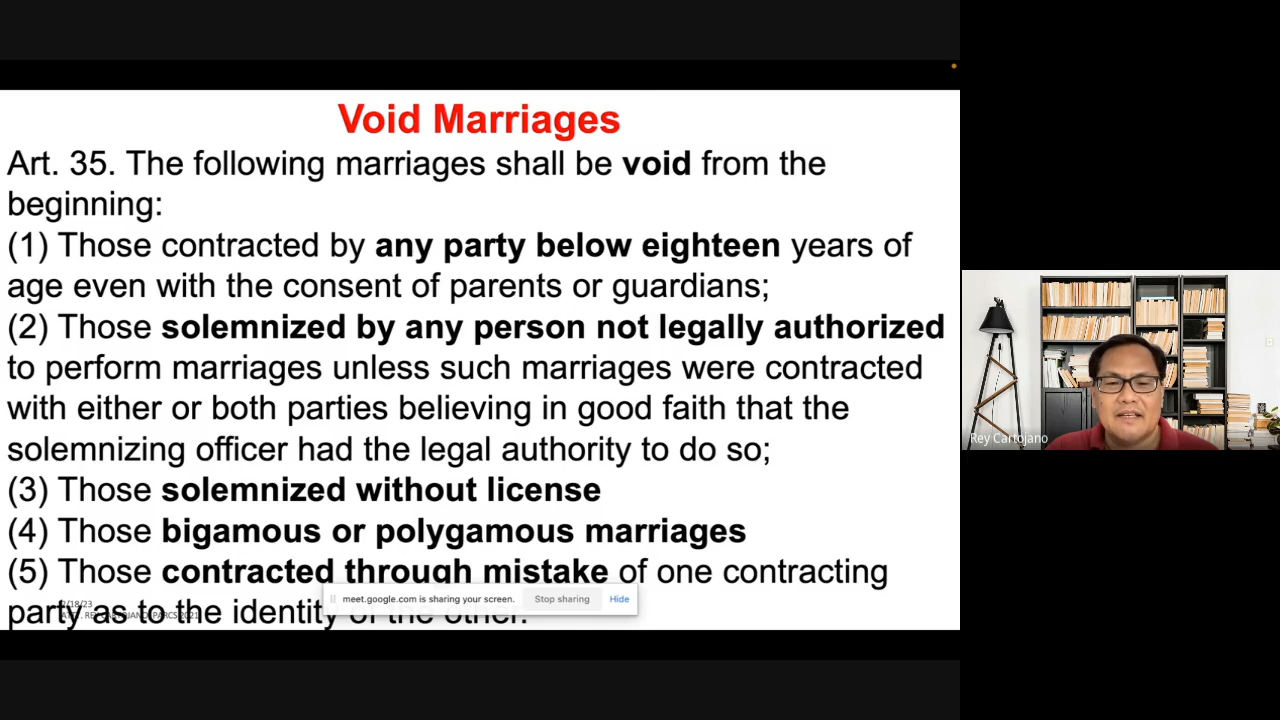 Void Marriages
Art. 35. The following marriages shall be void from the
beginning:
(1) Those contracted by any party below eighteen years of
age even with the consent of parents or guardians;
(2) Those solemnized by any person not legally authorized
to perform marriages unless such marriages were contracted
with either or both parties believing in good faith that the
solemnizing officer had the legal authority to do so;
(3) Those solemnized without license
(4) Those bigamous or polygamous marriages
(5) Those contracted through mistake of one contracting
party as to the identity of the other.
meet.google.com is sharing your screen. Stop sharing Hide
Rey Cartojano